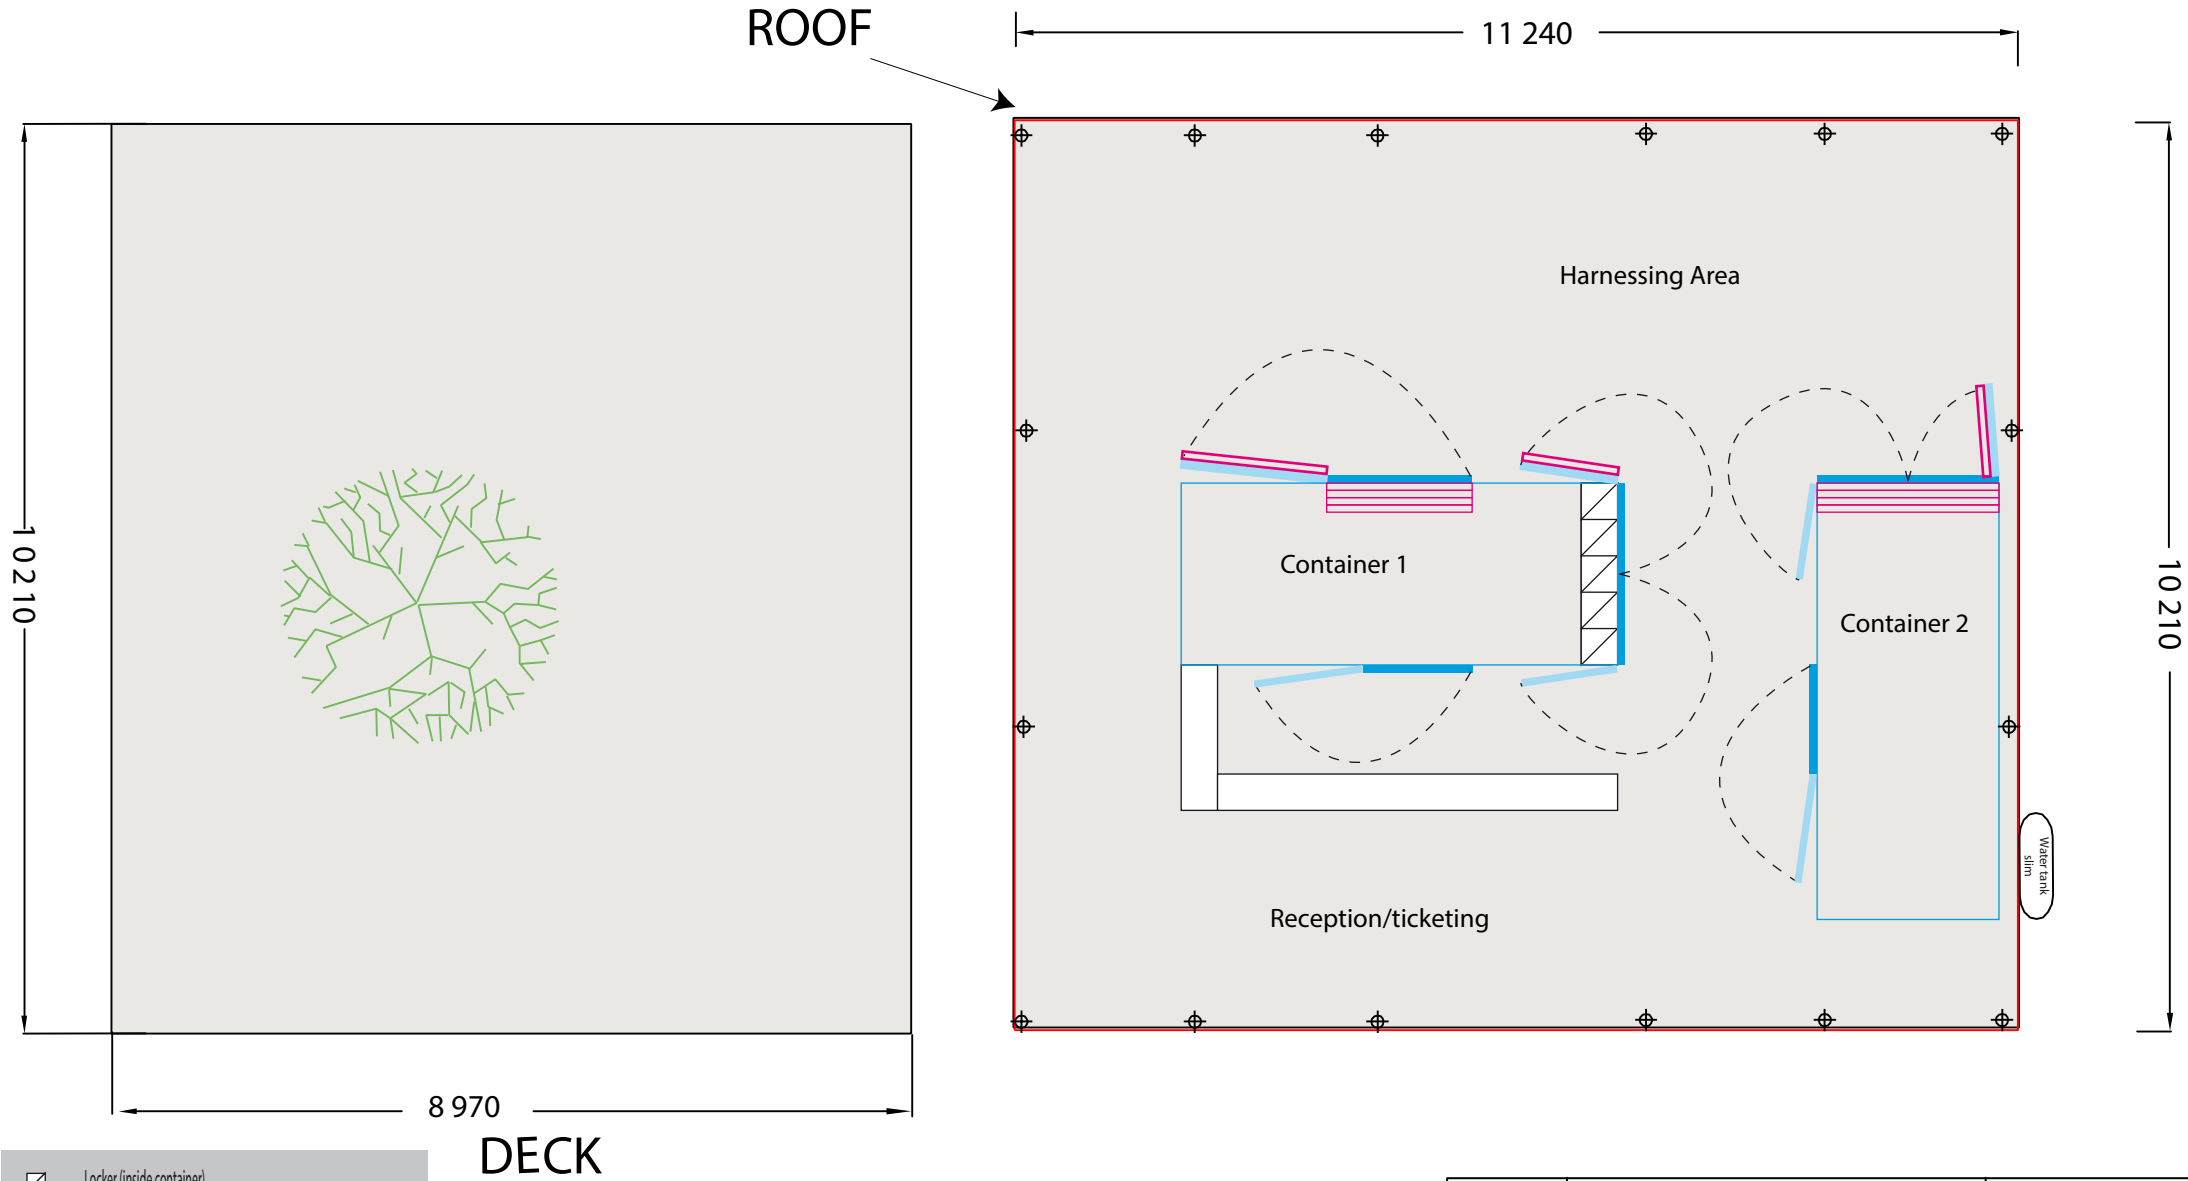 ROOF
11 240
Harnessing Area
10 210
10 210
Container 1
Container 2
Water tank
slim
Reception/ticketing
8 970
DECK
Locker (inside container)